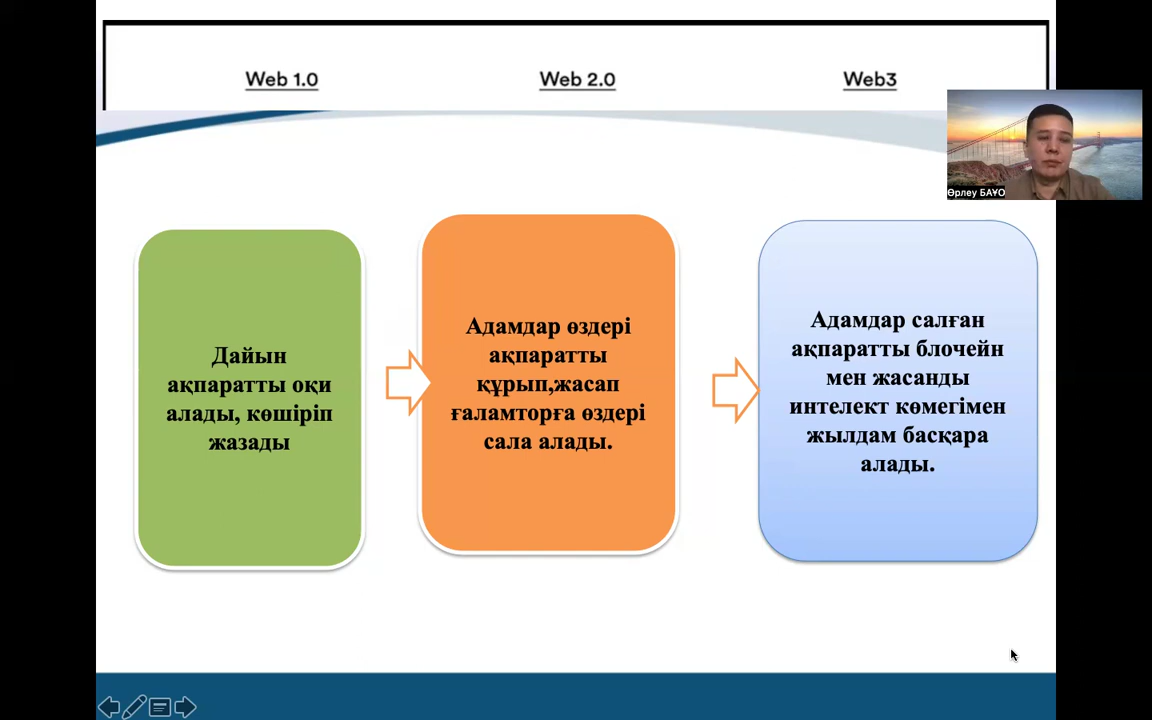 Web 1.0
Web 2.0
Web3
Өрлеу БАҰО
Дайын
ақпаратты оқи
алады, көшіріп
жазады
Адамдар өздері
ақпаратты
құрып,жасап
ғаламторға өздері
сала алады.
Адамдар салған
ақпаратты блочейн
мен жасанды
интелект көмегімен
жылдам басқара
алады.